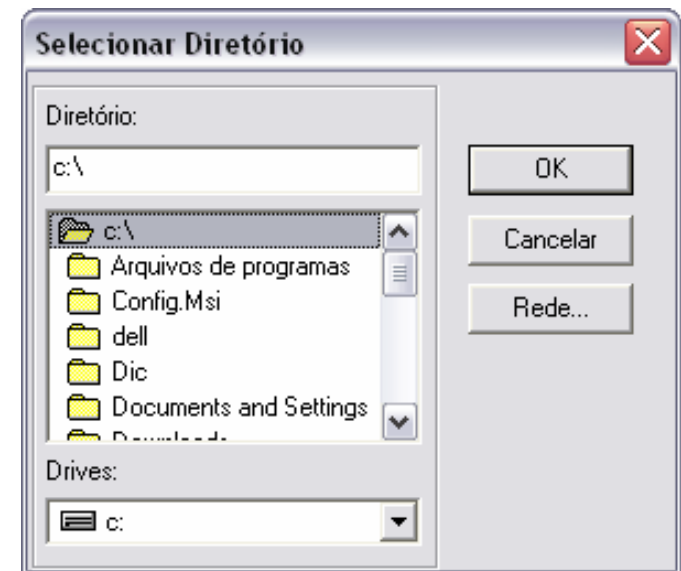 Selecionar Diretório
Diretório:
c:\
OK
c:\
Cancelar
Arquivos de programas
Config.Msi
Rede...
dell
Dic
Documents and Settings
Drives:
c: